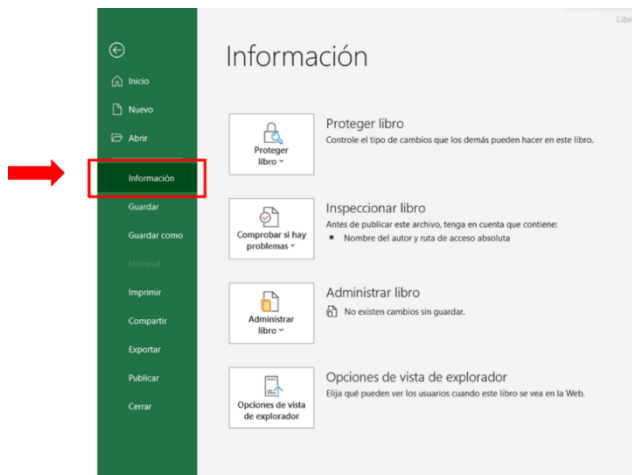 Libr
Información
Inicio
Nuevo
Abrir
Información
Guardar
Guardar como
Historial
Imprimir
Compartir
Exportar
Publicar
Cerrar
Proteger
libro
Proteger libro
Controle el tipo de cambios que los demás pueden hacer en este libro.
Comprobar si hay
problemas
Inspeccionar libro
Antes de publicar este archivo, tenga en cuenta que contiene:
Nombre del autor y ruta de acceso absoluta
Administrar
libro
Administrar libro
No existen cambios sin guardar.
Opciones de vista
de explorador
Opciones de vista de explorador
Elija qué pueden ver los usuarios cuando este libro se vea en la Web.